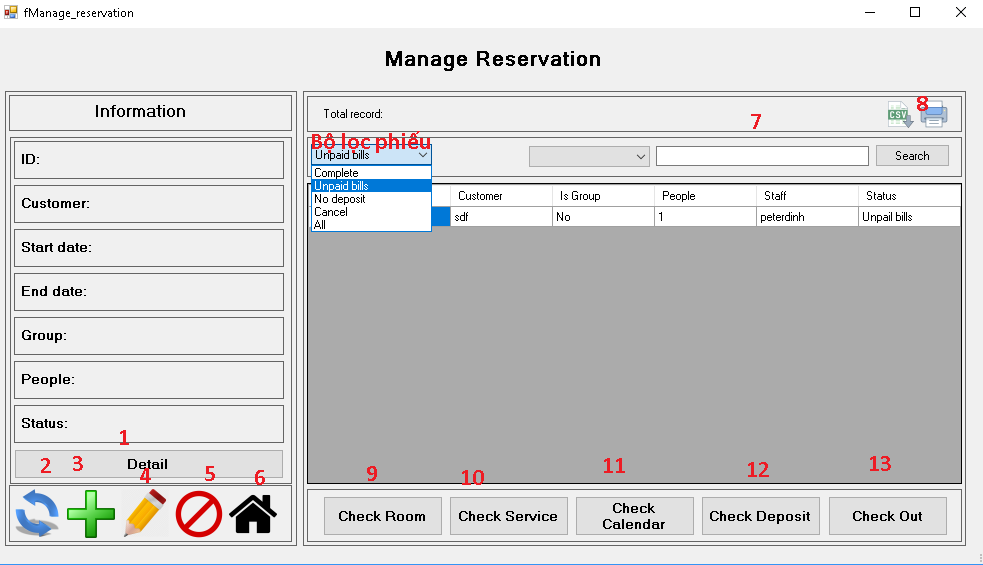 fManage_reservation
Manage Reservation
Information
ID:
Customer:
Start date:
End date:
Group:
People:
Status:
1
Detail
2
3
4
5
6
Total record:
7
CSV
8
Bộ lọc phiếu
Unpaid bills
Complete
Unpaid bills
No deposit
Cancel
All
Search
Customer Is Group People Staff Status
sdf No 1 peterdinh Unpail bills
9
10
11
12
13
Check Room
Check Service
Check
Calendar
Check Deposit
Check Out